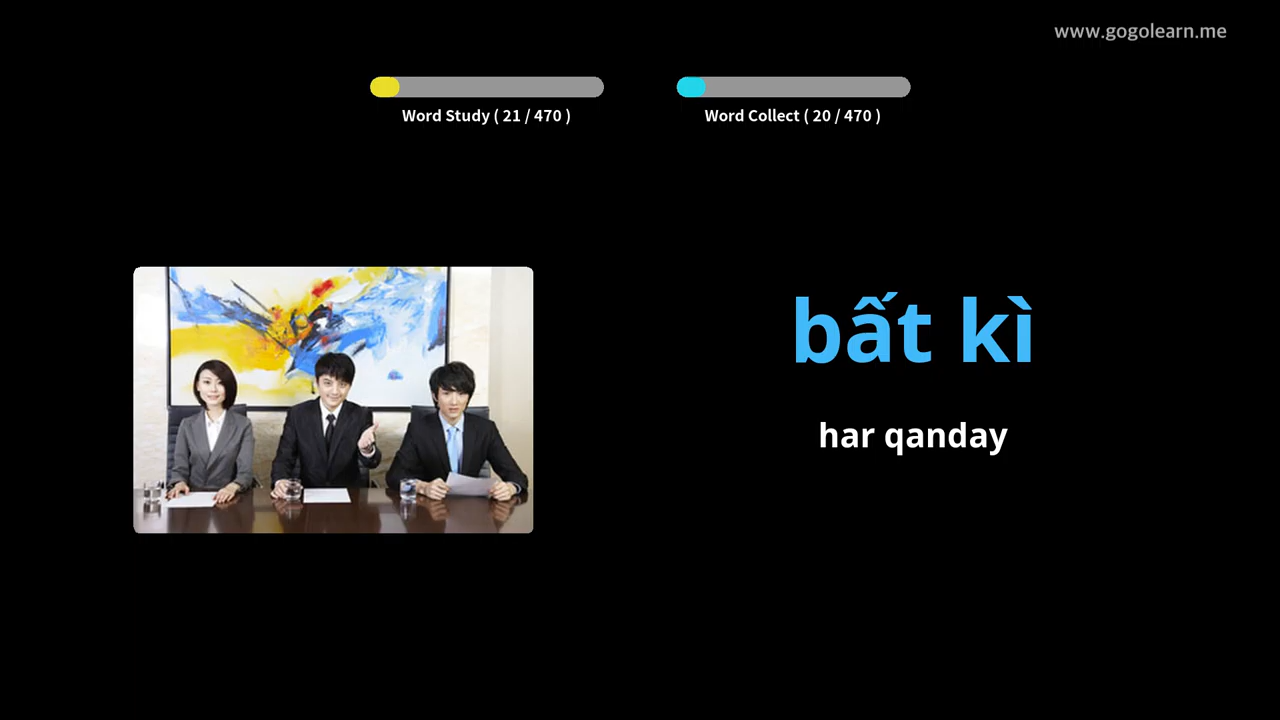 www.gogolearn.me
Word Study ( 21 / 470 )
Word Collect ( 20 / 470 )
bất kì
har qanday